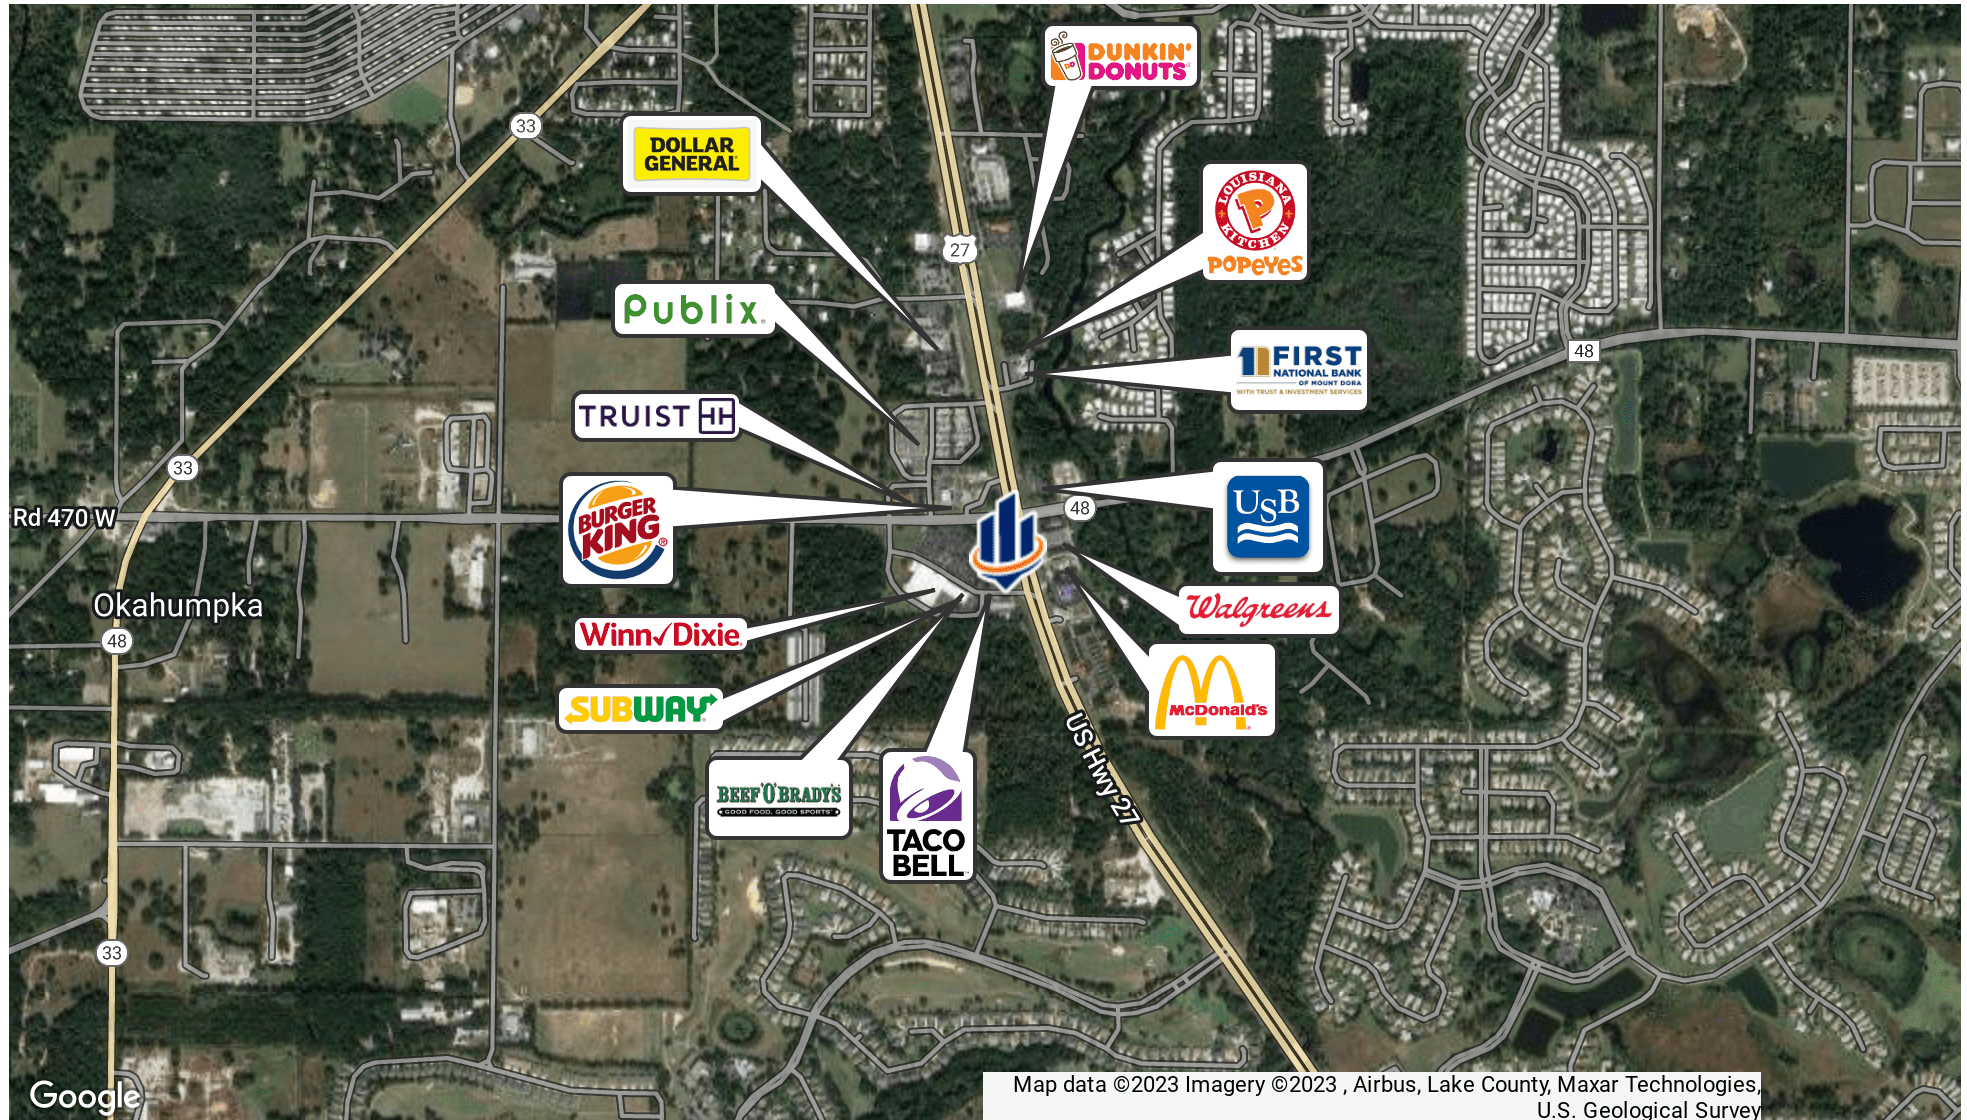 DUNKIN'
DONUTS
33
DOLLAR
GENERAL
LOUISIANA
P
KITCHEN
POPEYES
27
Publix
FIRST
NATIONAL BANK
OF MOUNT DORA
WITH TRUST & INVESTMENT SERVICES
48
TRUIST
33
Rd 470 W
BURGER
KING
USB
48
Okahumpka
48
Walgreens
Winn Dixie
SUBWAY
McDonald's
US Hwy 27
BEEF 'O' BRADY'S
GOOD FOOD. GOOD SPORTS
TACO
BELL
33
Google
Map data ©2023 Imagery ©2023 , Airbus, Lake County, Maxar Technologies,
U.S. Geological Survey